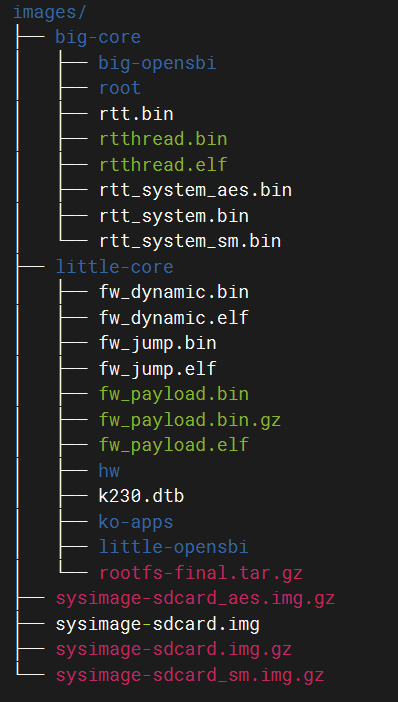 images/
├── big-core
│   ├── big-opensbi
│   ├── root
│   ├── rtt.bin
│   ├── rtthread.bin
│   ├── rtthread.elf
│   ├── rtt_system_aes.bin
│   ├── rtt_system.bin
│   └── rtt_system_sm.bin
├── little-core
│   ├── fw_dynamic.bin
│   ├── fw_dynamic.elf
│   ├── fw_jump.bin
│   ├── fw_jump.elf
│   ├── fw_payload.bin
│   ├── fw_payload.bin.gz
│   ├── fw_payload.elf
│   ├── hw
│   ├── k230.dtb
│   ├── ko-apps
│   ├── little-opensbi
│   └── rootfs-final.tar.gz
├── sysimage-sdcard_aes.img.gz
├── sysimage-sdcard.img
├── sysimage-sdcard.img.gz
└── sysimage-sdcard_sm.img.gz